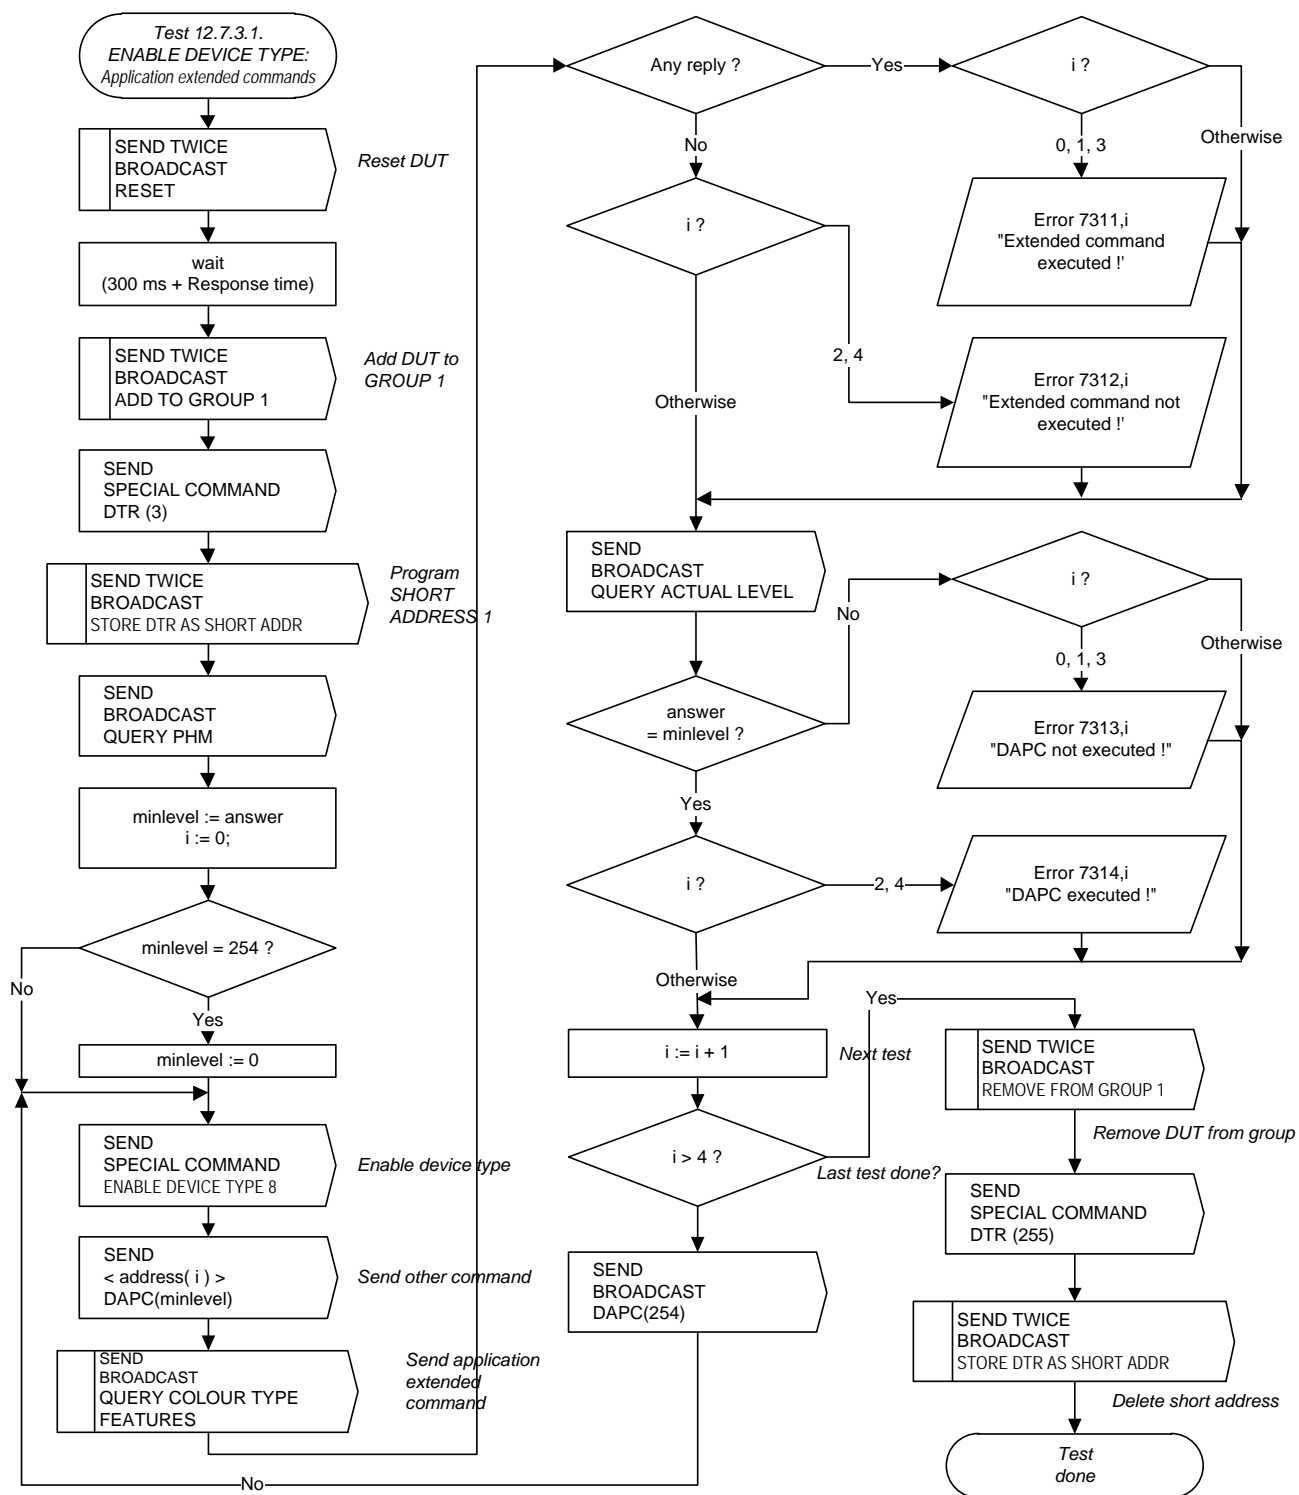 Test 12.7.3.1.
ENABLE DEVICE TYPE:
Application extended commands
SEND TWICE
BROADCAST
RESET
Reset DUT
wait
(300 ms + Response time)
SEND TWICE
BROADCAST
ADD TO GROUP 1
Add DUT to
GROUP 1
SEND
SPECIAL COMMAND
DTR (3)
SEND TWICE
BROADCAST
STORE DTR AS SHORT ADDR
Program
SHORT
ADDRESS 1
SEND
BROADCAST
QUERY PHM
minlevel := answer
i := 0;
minlevel = 254 ?
No
Yes
minlevel := 0
SEND
SPECIAL COMMAND
ENABLE DEVICE TYPE 8
Enable device type
SEND
< address( i ) >
DAPC(minlevel)
Send other command
SEND
BROADCAST
QUERY COLOUR TYPE
FEATURES
Send application
extended
command
Any reply ?
Yes
i ?
Otherwise
0, 1, 3
Error 7311,i
"Extended command
executed !'
No
i ?
2, 4
Error 7312,i
"Extended command not
executed !'
Otherwise
SEND
BROADCAST
QUERY ACTUAL LEVEL
No
i ?
Otherwise
0, 1, 3
answer
= minlevel ?
Error 7313,i
"DAPC not executed !"
Yes
i ?
2, 4
Error 7314,i
"DAPC executed !"
Otherwise
i := i + 1
Next test
i > 4 ?
Last test done?
Yes
SEND TWICE
BROADCAST
REMOVE FROM GROUP 1
Remove DUT from group
SEND
SPECIAL COMMAND
DTR (255)
SEND
BROADCAST
DAPC(254)
SEND TWICE
BROADCAST
STORE DTR AS SHORT ADDR
Delete short address
Test
done
No